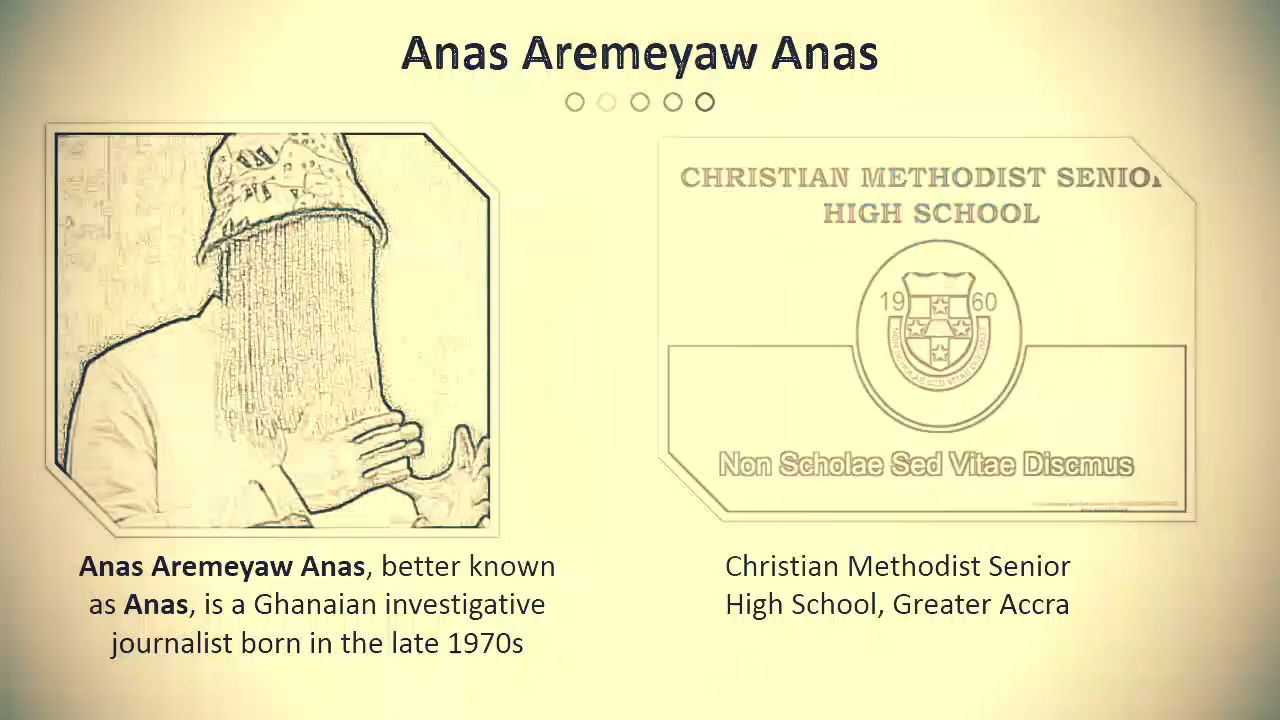 Anas Aremeyaw Anas
CHRISTIAN METHODIST SENIOR
HIGH SCHOOL
19 60
Non Scholae Sed Vitae Discmus
Anas Aremeyaw Anas, better known
as Anas, is a Ghanaian investigative
journalist born in the late 1970s
Christian Methodist Senior
High School, Greater Accra